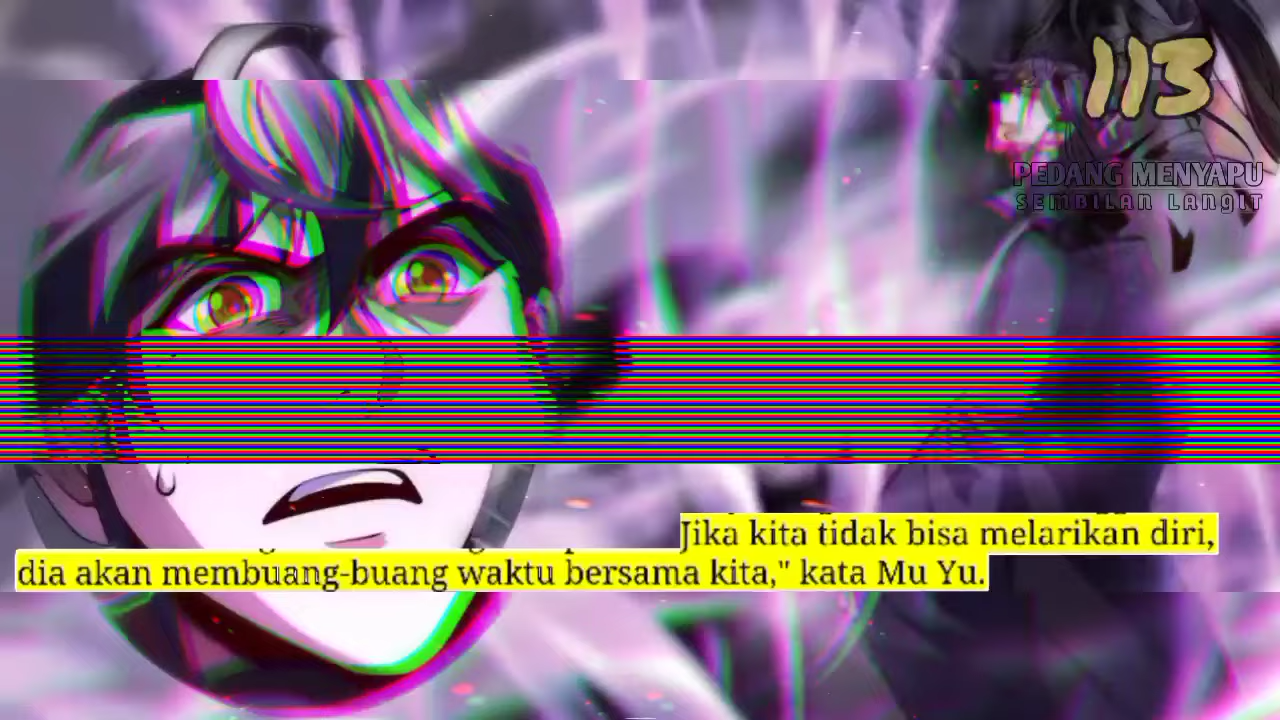 113
PEDANG MENYAPU
SEMBILAN LANGIT
Jika kita tidak bisa melarikan diri,
dia akan membuang-buang waktu bersama kita," kata Mu Yu.